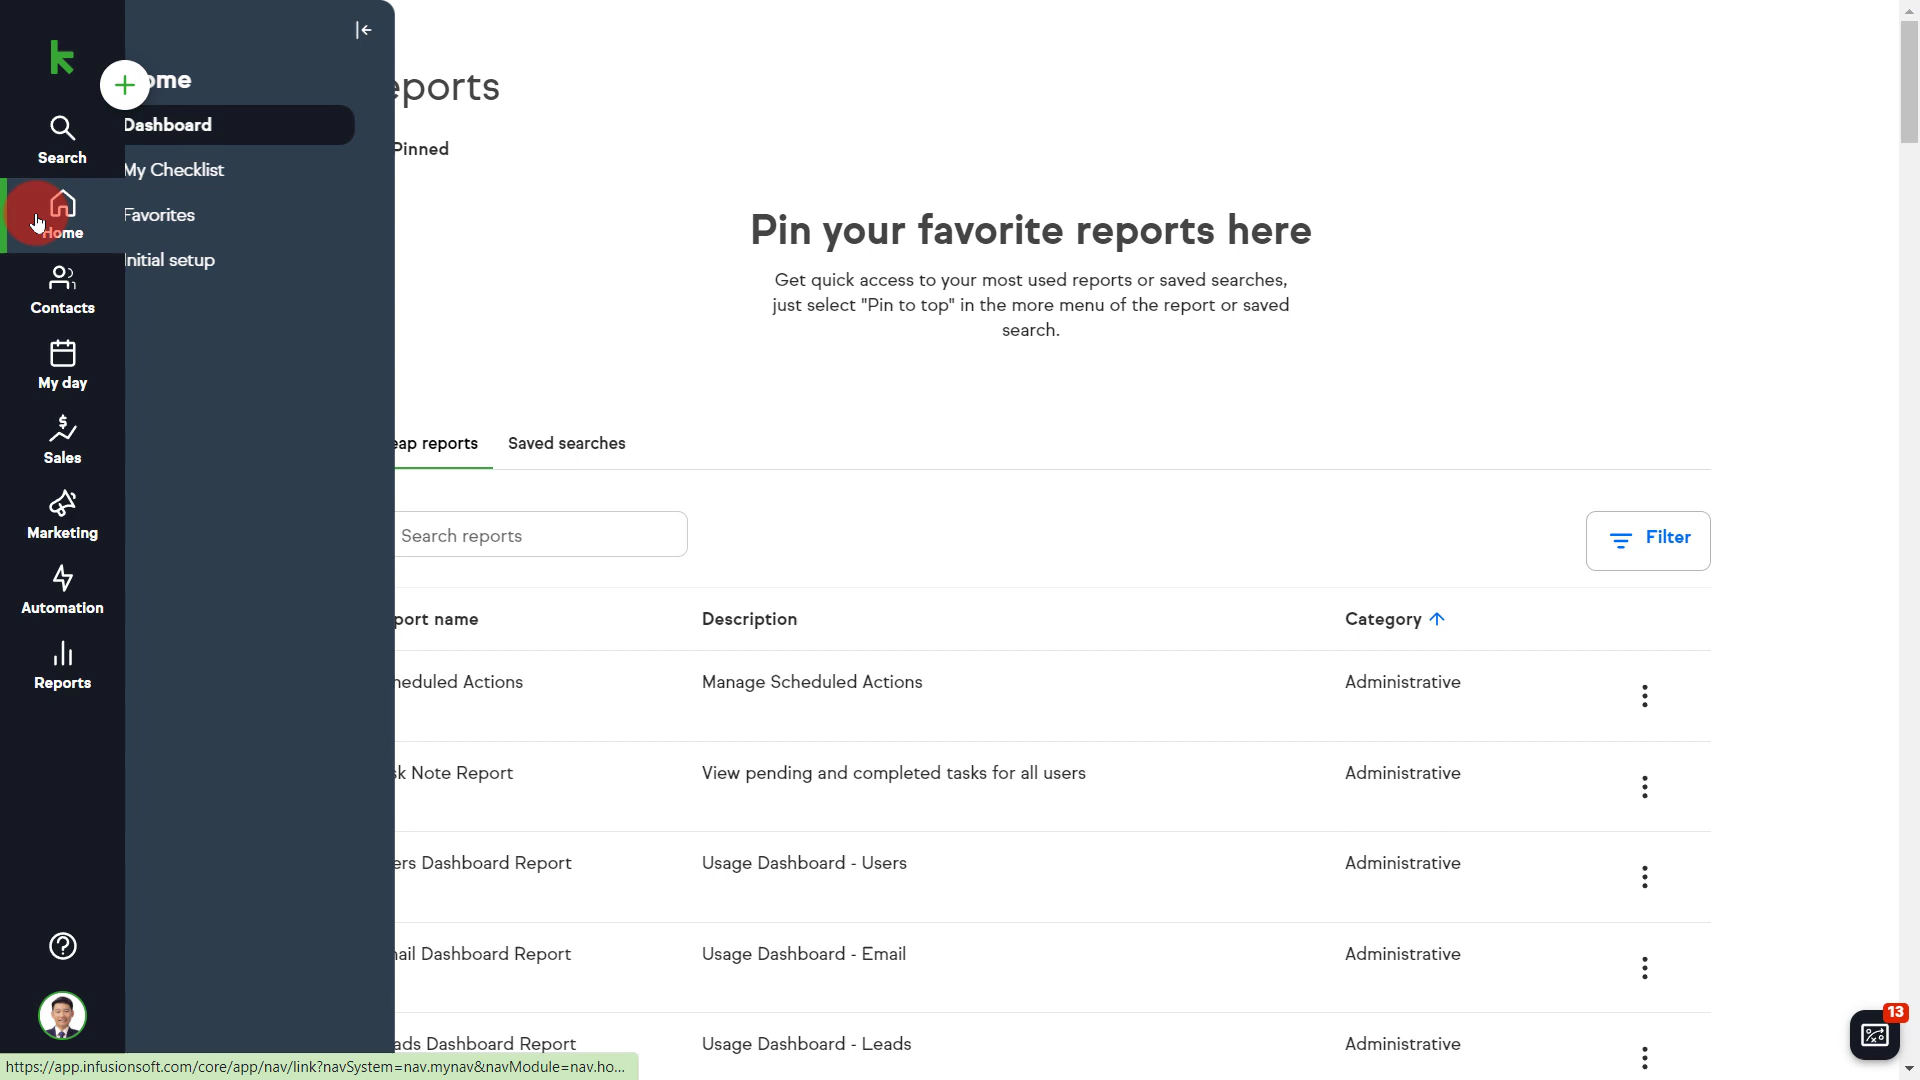 Search
Home
Contacts
My day
Sales
Marketing
Automation
Reports
ome
Dashboard
My Checklist
Favorites
Initial setup
eports
Pinned
Pin your favorite reports here
Get quick access to your most used reports or saved searches,
just select "Pin to top" in the more menu of the report or saved
search.
eap reports Saved searches
Search reports
Filter
port name Description Category
heduled Actions Manage Scheduled Actions Administrative
sk Note Report View pending and completed tasks for all users Administrative
ers Dashboard Report Usage Dashboard - Users Administrative
nail Dashboard Report Usage Dashboard - Email Administrative
ads Dashboard Report Usage Dashboard - Leads Administrative
13
https://app.infusionsoft.com/core/app/nav/link?navSystem=nav.mynav&navModule=nav.ho...